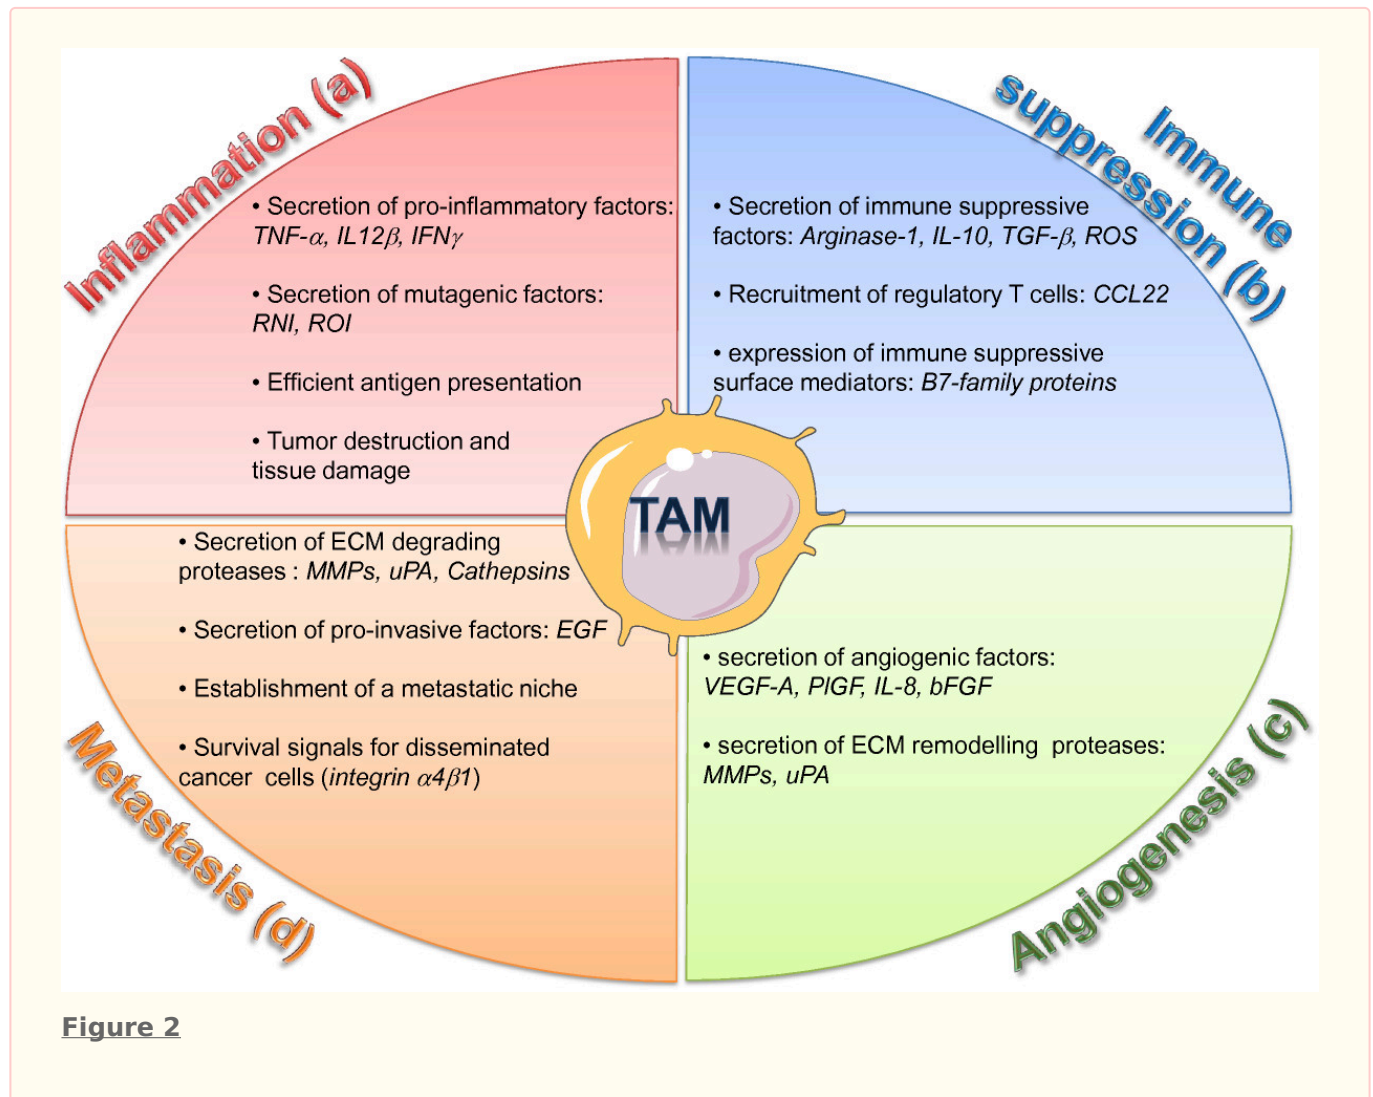 Inflammation (a)
• Secretion of pro-inflammatory factors:
TNF-α, IL12β, IFNγ
• Secretion of mutagenic factors:
RNI, ROI
• Efficient antigen presentation
• Tumor destruction and
tissue damage
Immune
suppression (b)
• Secretion of immune suppressive
factors: Arginase-1, IL-10, TGF-β, ROS
• Recruitment of regulatory T cells: CCL22
• expression of immune suppressive
surface mediators: B7-family proteins
TAM
• Secretion of ECM degrading
proteases : MMPs, uPA, Cathepsins
• Secretion of pro-invasive factors: EGF
• Establishment of a metastatic niche
• Survival signals for disseminated
cancer cells (integrin α4β1)
Metastasis (d)
• secretion of angiogenic factors:
VEGF-A, PlGF, IL-8, bFGF
• secretion of ECM remodelling proteases:
MMPs, uPA
Angiogenesis (c)
Figure 2